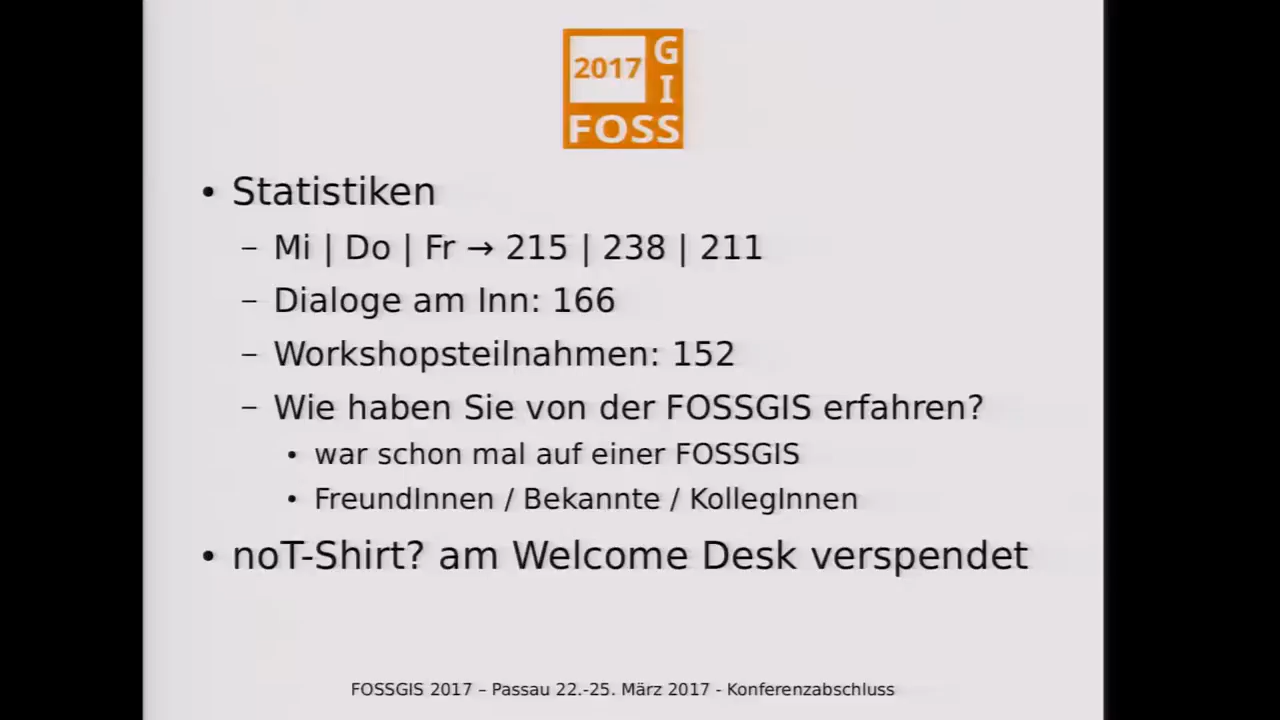 2017
G
I
FOSS
• Statistiken
– Mi | Do | Fr → 215 | 238 | 211
– Dialoge am Inn: 166
– Workshopsteilnahmen: 152
– Wie haben Sie von der FOSSGIS erfahren?
• war schon mal auf einer FOSSGIS
• FreundInnen / Bekannte / KollegInnen
• noT-Shirt? am Welcome Desk verspendet
FOSSGIS 2017 – Passau 22.-25. März 2017 - Konferenzabschluss